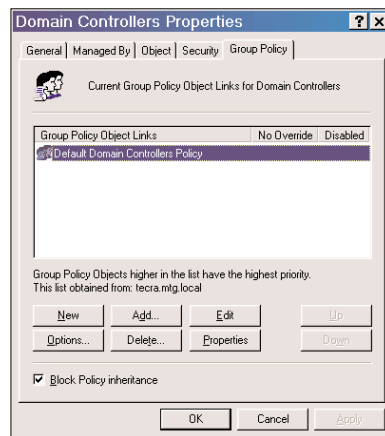 Domain Controllers Properties
General Managed By Object Security Group Policy
Current Group Policy Object Links for Domain Controllers
Group Policy Object Links No Override Disabled
Default Domain Controllers Policy
Group Policy Objects higher in the list have the highest priority.
This list obtained from: tecra.mtg.local
New Add... Edit Up
Options... Delete... Properties Down
Block Policy inheritance
OK Cancel Apply